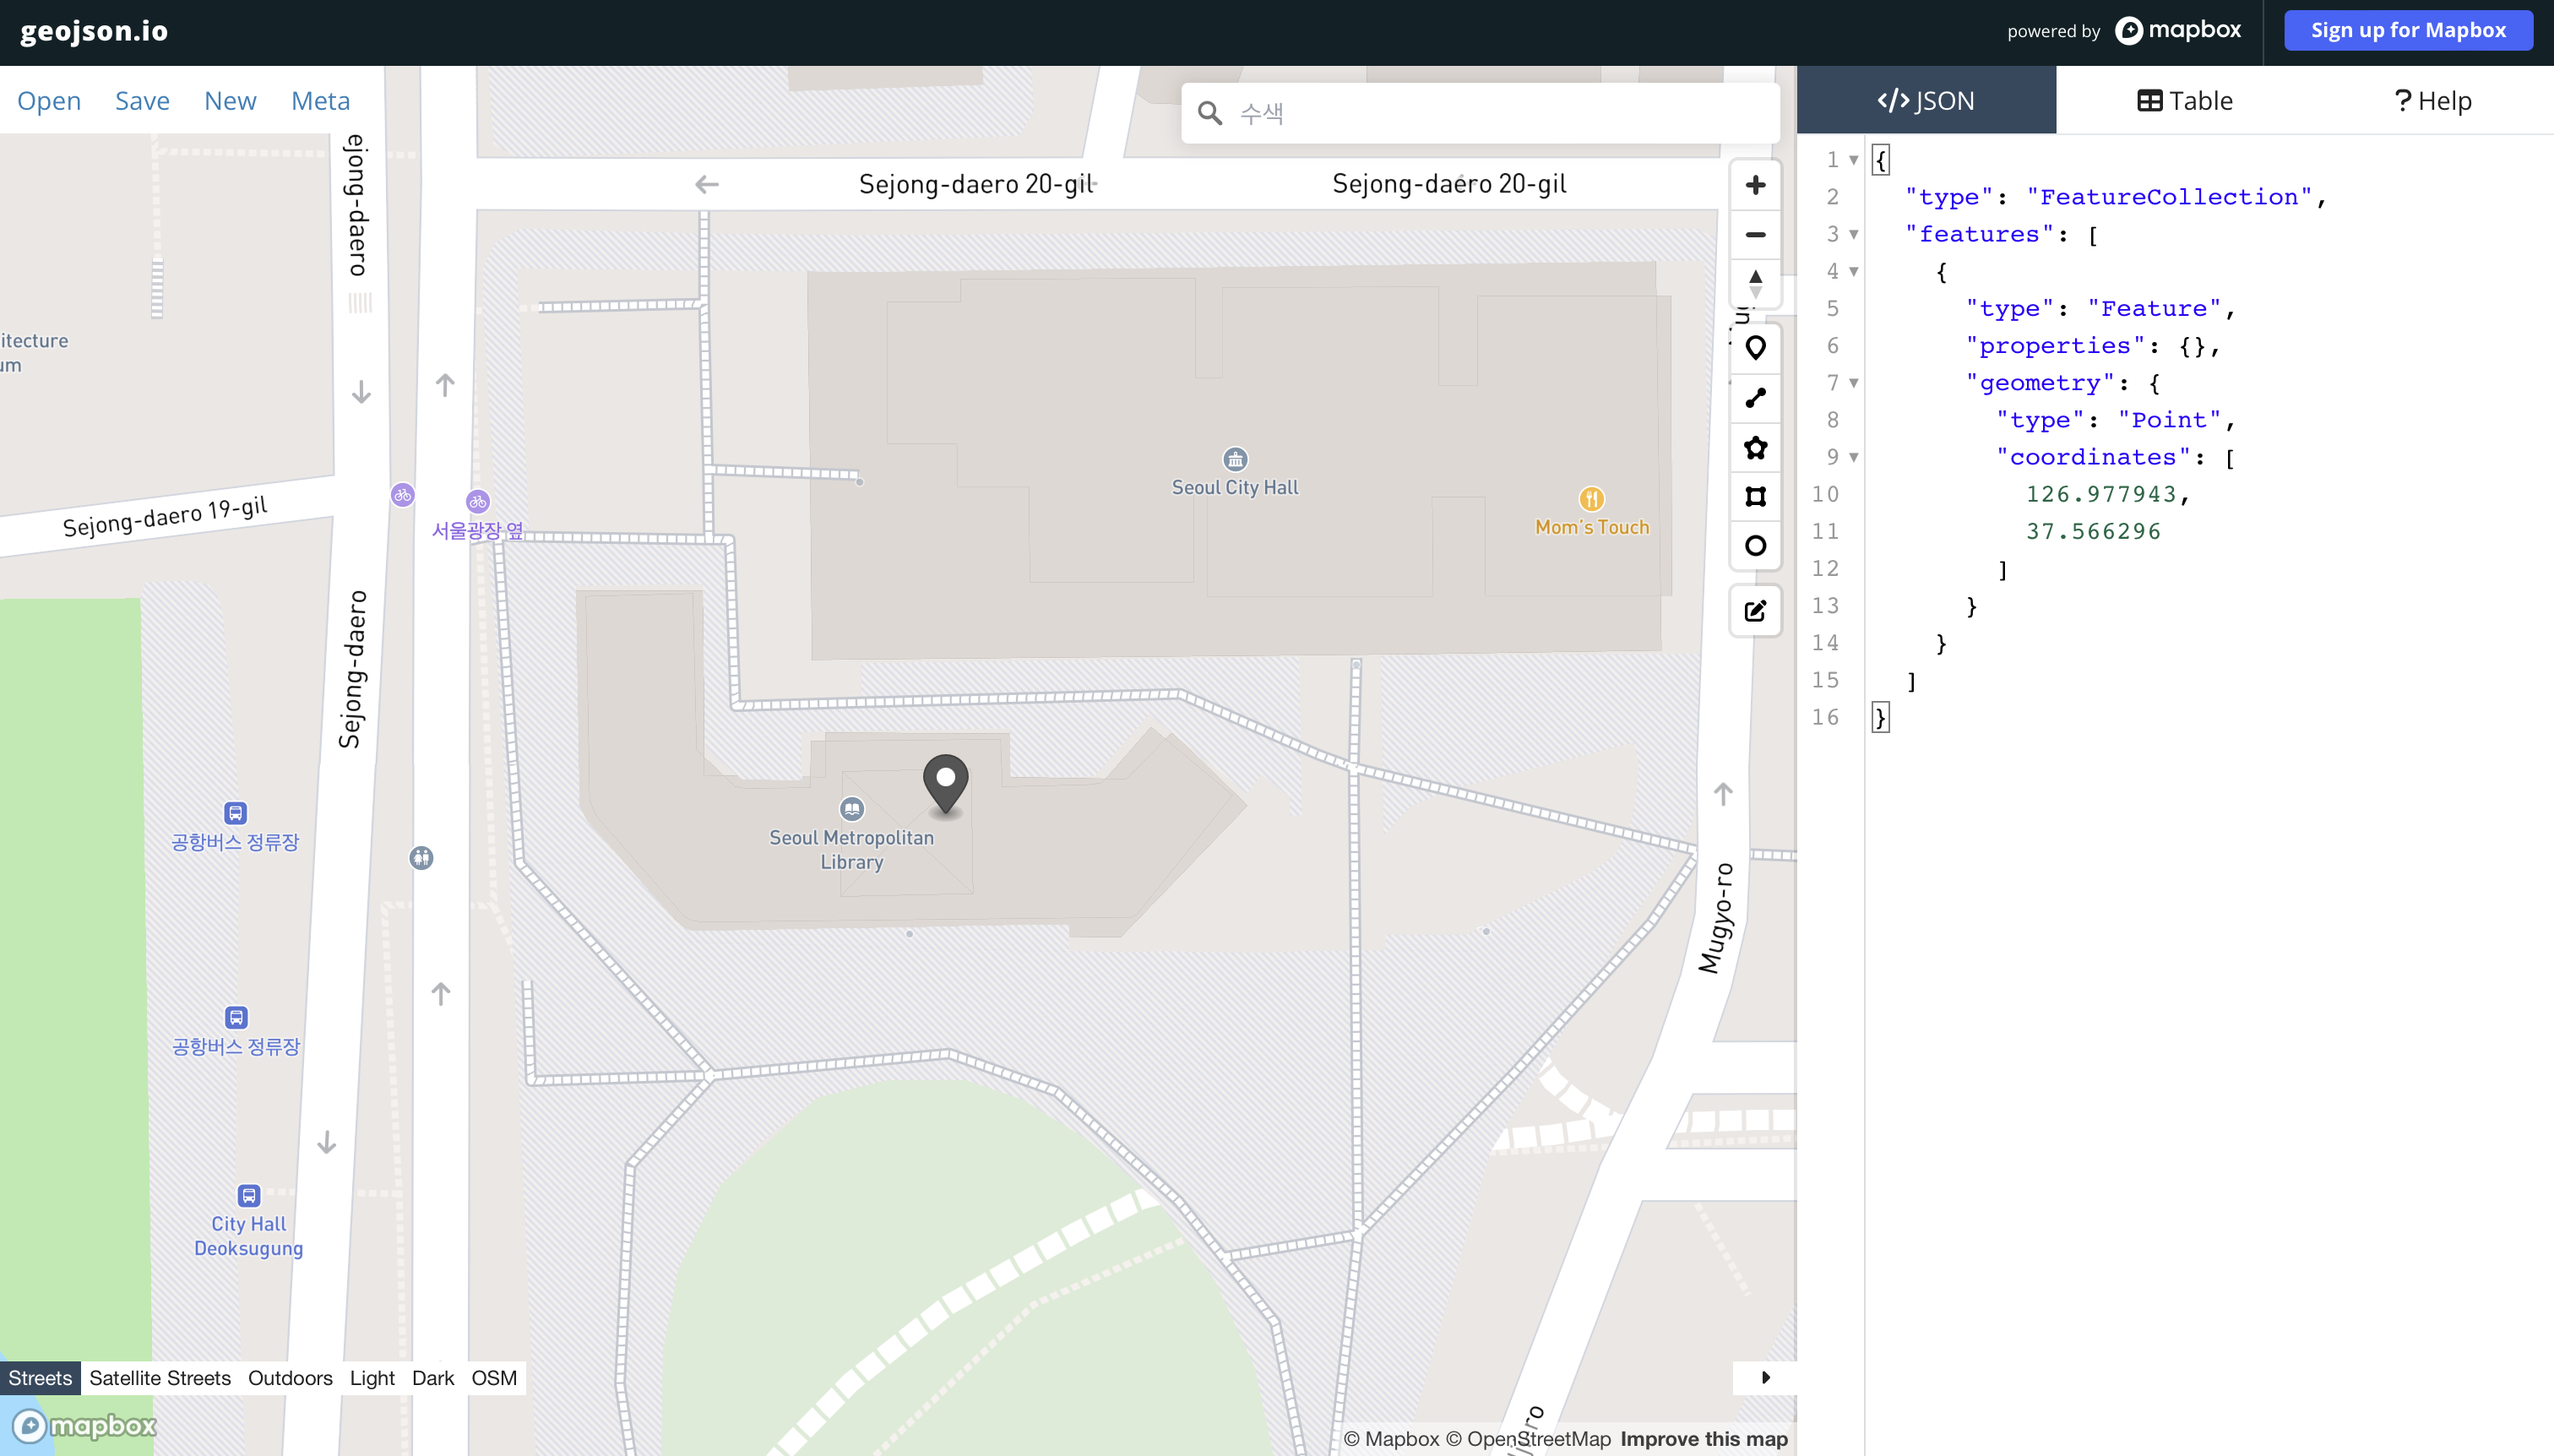 geojson.io
powered by mapbox
Sign up for Mapbox
Open Save New Meta
수색
JSON
Table
? Help
ejong-daero
Sejong-daero 20-gil
Sejong-daero 20-gil
itecture
um
Seoul City Hall
Mom's Touch
Sejong-daero 19-gil
서울광장 옆
Sejong-daero
Seoul Metropolitan
Library
공항버스 정류장
Mugyo-ro
공항버스 정류장
City Hall
Deoksugung
Streets Satellite Streets Outdoors Light Dark OSM
mapbox
© Mapbox © OpenStreetMap Improve this map
1 {
2 "type": "FeatureCollection",
3 "features": [
4 {
5 "type": "Feature",
6 "properties": {},
7 "geometry": {
8 "type": "Point",
9 "coordinates": [
10 126.977943,
11 37.566296
12 ]
13 }
14 }
15 ]
16 }